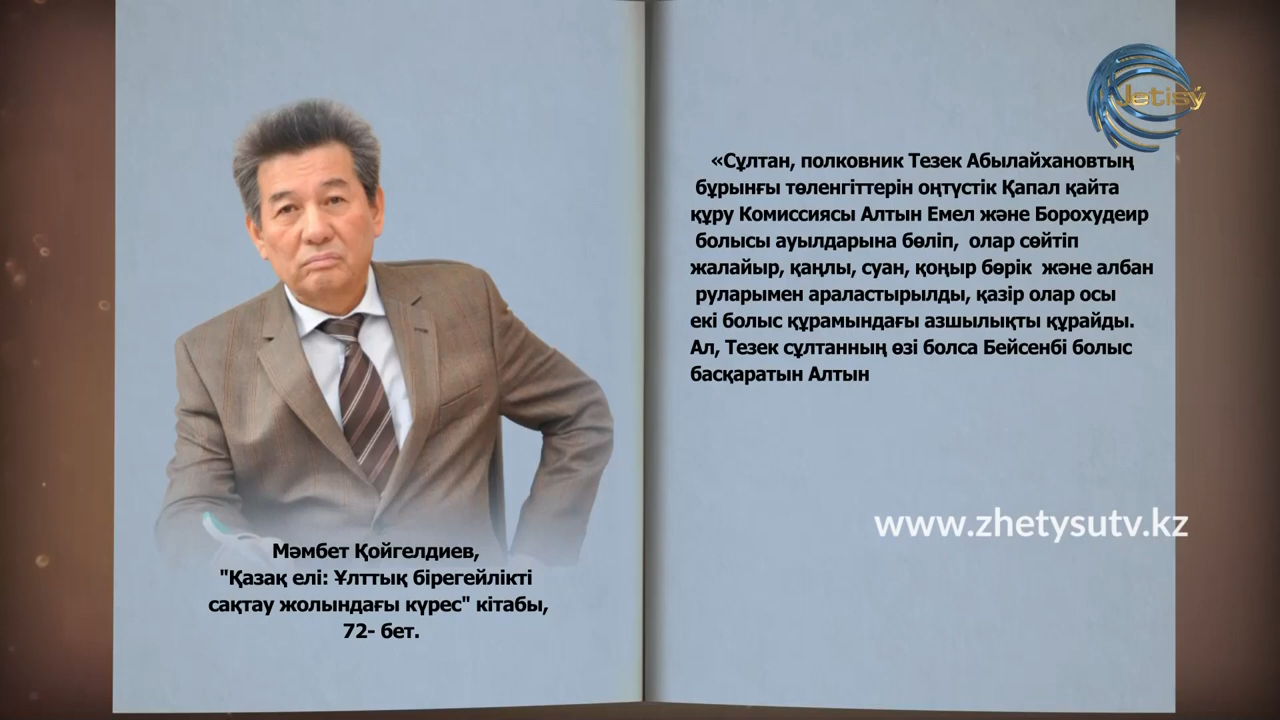 Jetisý
«Сұлтан, полковник Тезек Абылайхановтың
бұрынғы төленгіттерін оңтүстік Қапал қайта
құру Комиссиясы Алтын Емел және Борохудеир
болысы ауылдарына бөліп, олар сөйтіп
жалайыр, қаңлы, суан, қоңыр бөрік және албан
руларымен араластырылды, қазір олар осы
екі болыс құрамындағы азшылықты құрайды.
Ал, Тезек сұлтанның өзі болса Бейсенбі болыс
басқаратын Алтын
www.zhetysutv.kz
Мәмбет Қойгелдиев,
"Қазақ елі: Ұлттық бірегейлікті
сақтау жолындағы күрес" кітабы,
72- бет.